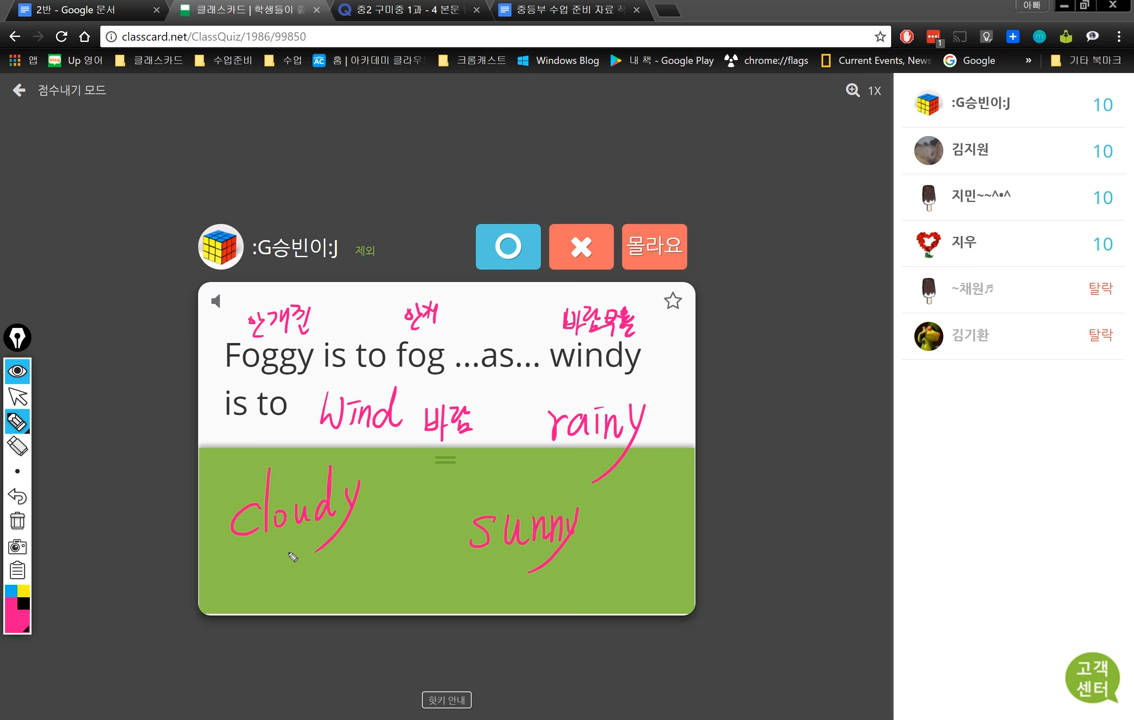 2반 - Google 문서
클래스카드 | 학생들이 를
중2 구미중 1과 - 4 본문
중등부 수업 준비 자료 작
아빠
classcard.net/ClassQuiz/1986/99850
앱 Up 영어 클래스카드 수업준비 수업 홈 | 아카데미 클라우 크롬캐스트 Windows Blog 내 책 - Google Play chrome://flags Current Events, News Google » 기타 북마크
점수내기 모드
1X
:G승빈이:J 제외
몰라요
안개낀 안개
Foggy is to fog ...as... windy
is to wind 바람 rainy
cloudy sunny
핫키 안내
:G승빈이:J 10
김지원 10
지민~~^•^ 10
지우 10
~채원♬ 탈락
김기환 탈락
고객
센터